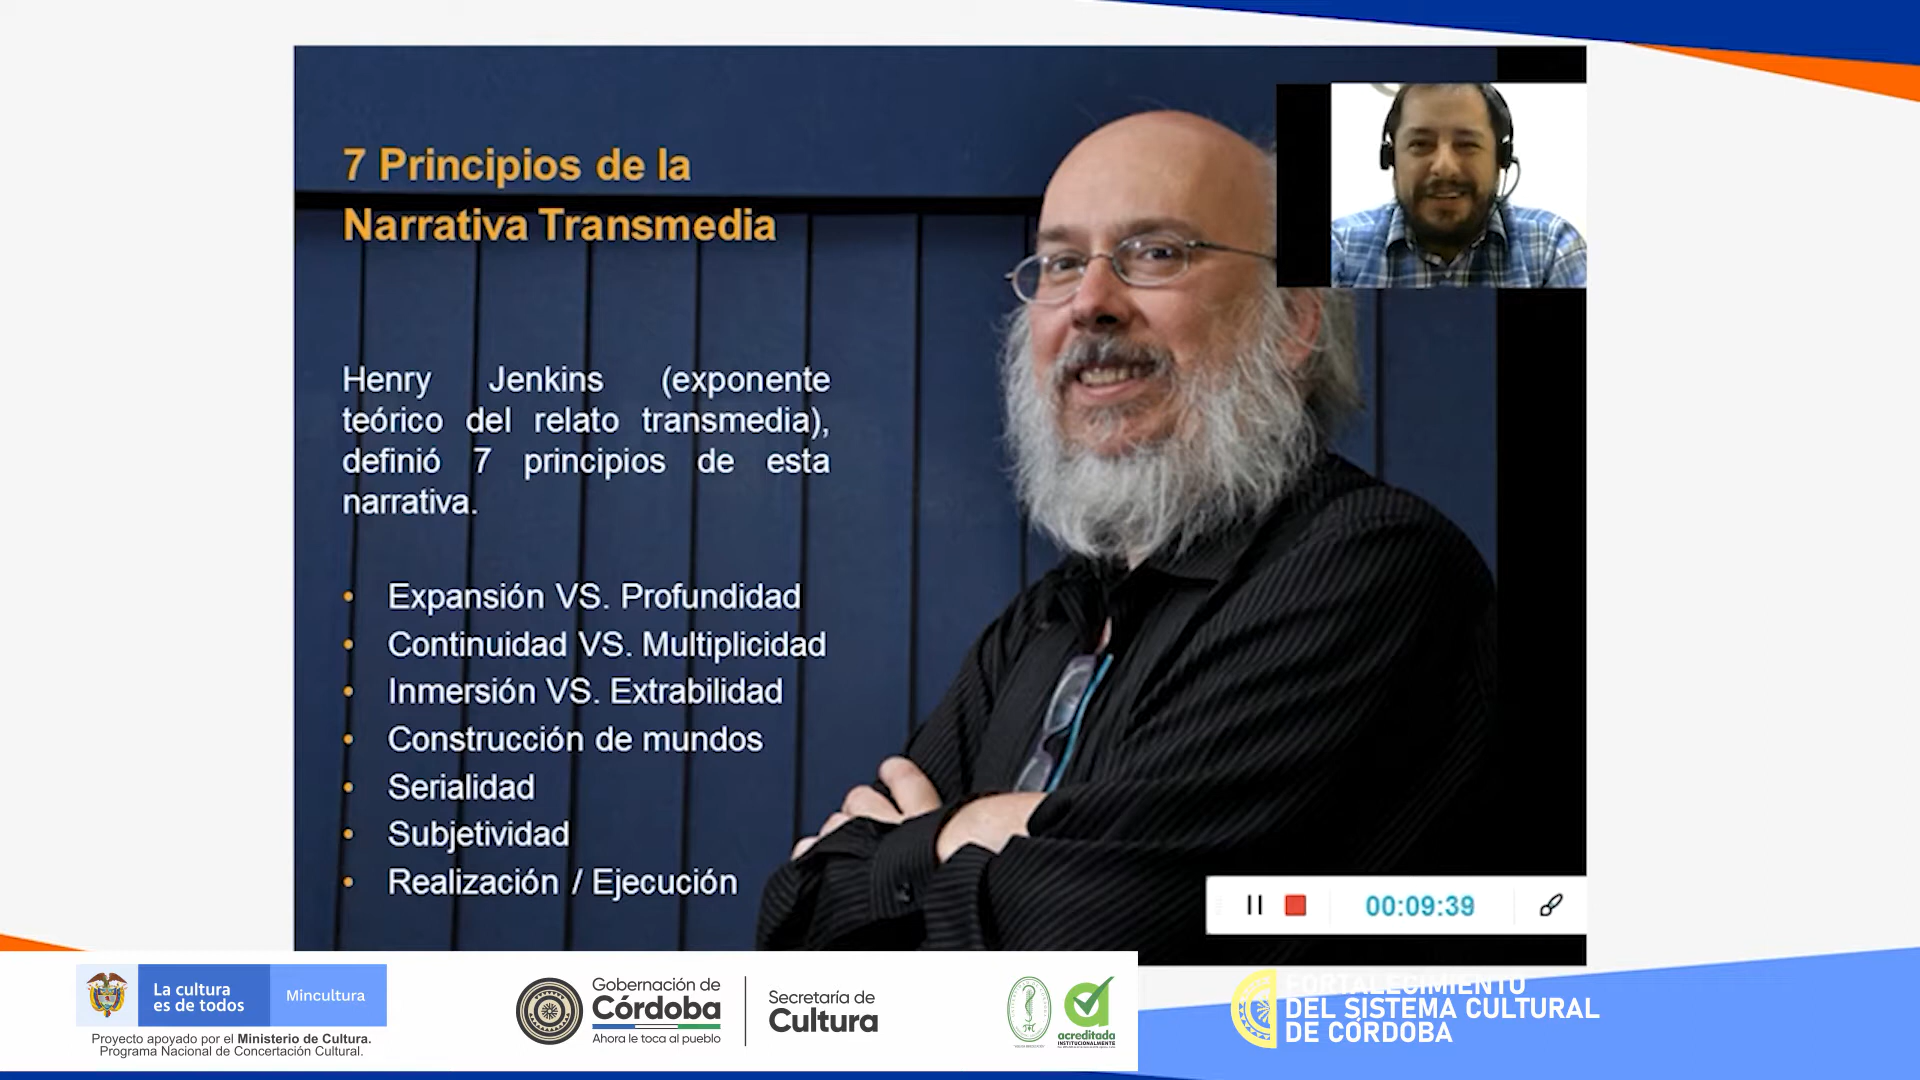 7 Principios de la
Narrativa Transmedia
Henry Jenkins (exponente
teórico del relato transmedia),
definió 7 principios de esta
narrativa.
• Expansión VS. Profundidad
• Continuidad VS. Multiplicidad
• Inmersión VS. Extrabilidad
• Construcción de mundos
• Serialidad
• Subjetividad
• Realización / Ejecución
00:09:39
La cultura
es de todos
Mincultura
Proyecto apoyado por el Ministerio de Cultura.
Programa Nacional de Concertación Cultural.
Gobernación de
Córdoba
Ahora le toca al pueblo
Secretaría de
Cultura
acreditada
INSTITUCIONALMENTE
FORTALECIMIENTO
DEL SISTEMA CULTURAL
DE CÓRDOBA